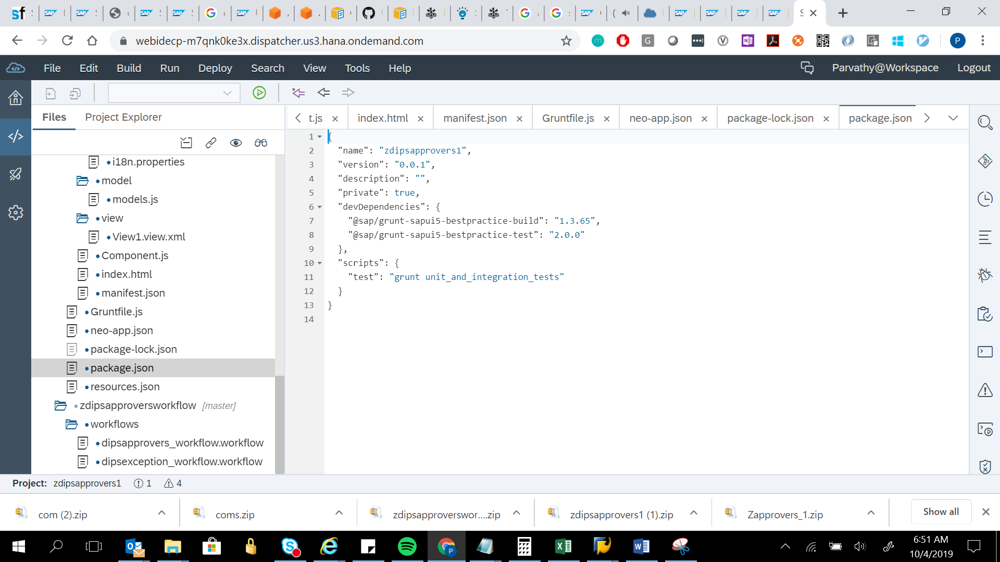 webidecp-m7qnk0ke3x.dispatcher.us3.hana.ondemand.com
File Edit Build Run Deploy Search View Tools Help Parvathy@Workspace Logout
Files Project Explorer
t.js index.html manifest.json Gruntfile.js neo-app.json package-lock.json package.json
i18n.properties
model
models.js
view
View1.view.xml
Component.js
index.html
manifest.json
Gruntfile.js
neo-app.json
package-lock.json
package.json
resources.json
* zdipsapproversworkflow [master]
workflows
dipsapprovers_workflow.workflow
dipsexception_workflow.workflow
1 {
2 "name": "zdipsapprovers1",
3 "version": "0.0.1",
4 "description": "",
5 "private": true,
6 "devDependencies": {
7 "@sap/grunt-sapui5-bestpractice-build": "1.3.65",
8 "@sap/grunt-sapui5-bestpractice-test": "2.0.0"
9 },
10 "scripts": {
11 "test": "grunt unit_and_integration_tests"
12 }
13 }
14
Project: zdipsapprovers1 1 4
com (2).zip coms.zip zdipsapproverswor....zip zdipsapprovers1 (1).zip Zapprovers_1.zip Show all
6:51 AM
10/4/2019